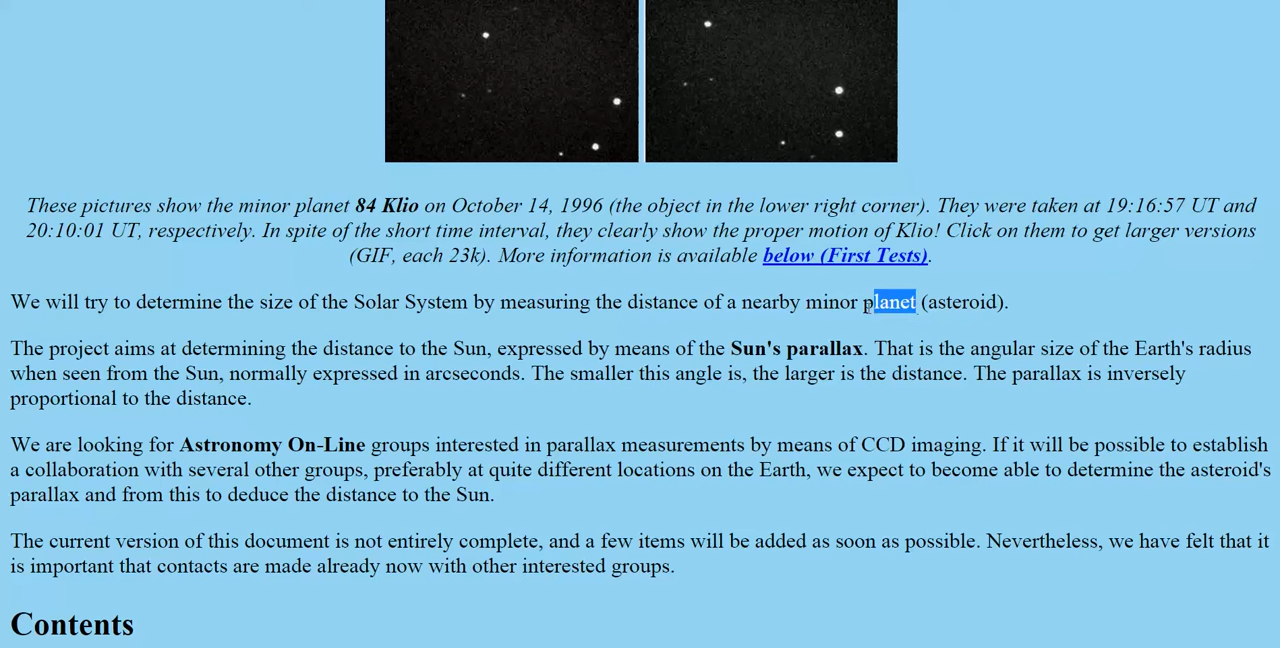 These pictures show the minor planet 84 Klio on October 14, 1996 (the object in the lower right corner). They were taken at 19:16:57 UT and
20:10:01 UT, respectively. In spite of the short time interval, they clearly show the proper motion of Klio! Click on them to get larger versions
(GIF, each 23k). More information is available below (First Tests).
We will try to determine the size of the Solar System by measuring the distance of a nearby minor planet (asteroid).
The project aims at determining the distance to the Sun, expressed by means of the Sun's parallax. That is the angular size of the Earth's radius
when seen from the Sun, normally expressed in arcseconds. The smaller this angle is, the larger is the distance. The parallax is inversely
proportional to the distance.
We are looking for Astronomy On-Line groups interested in parallax measurements by means of CCD imaging. If it will be possible to establish
a collaboration with several other groups, preferably at quite different locations on the Earth, we expect to become able to determine the asteroid's
parallax and from this to deduce the distance to the Sun.
The current version of this document is not entirely complete, and a few items will be added as soon as possible. Nevertheless, we have felt that it
is important that contacts are made already now with other interested groups.
Contents